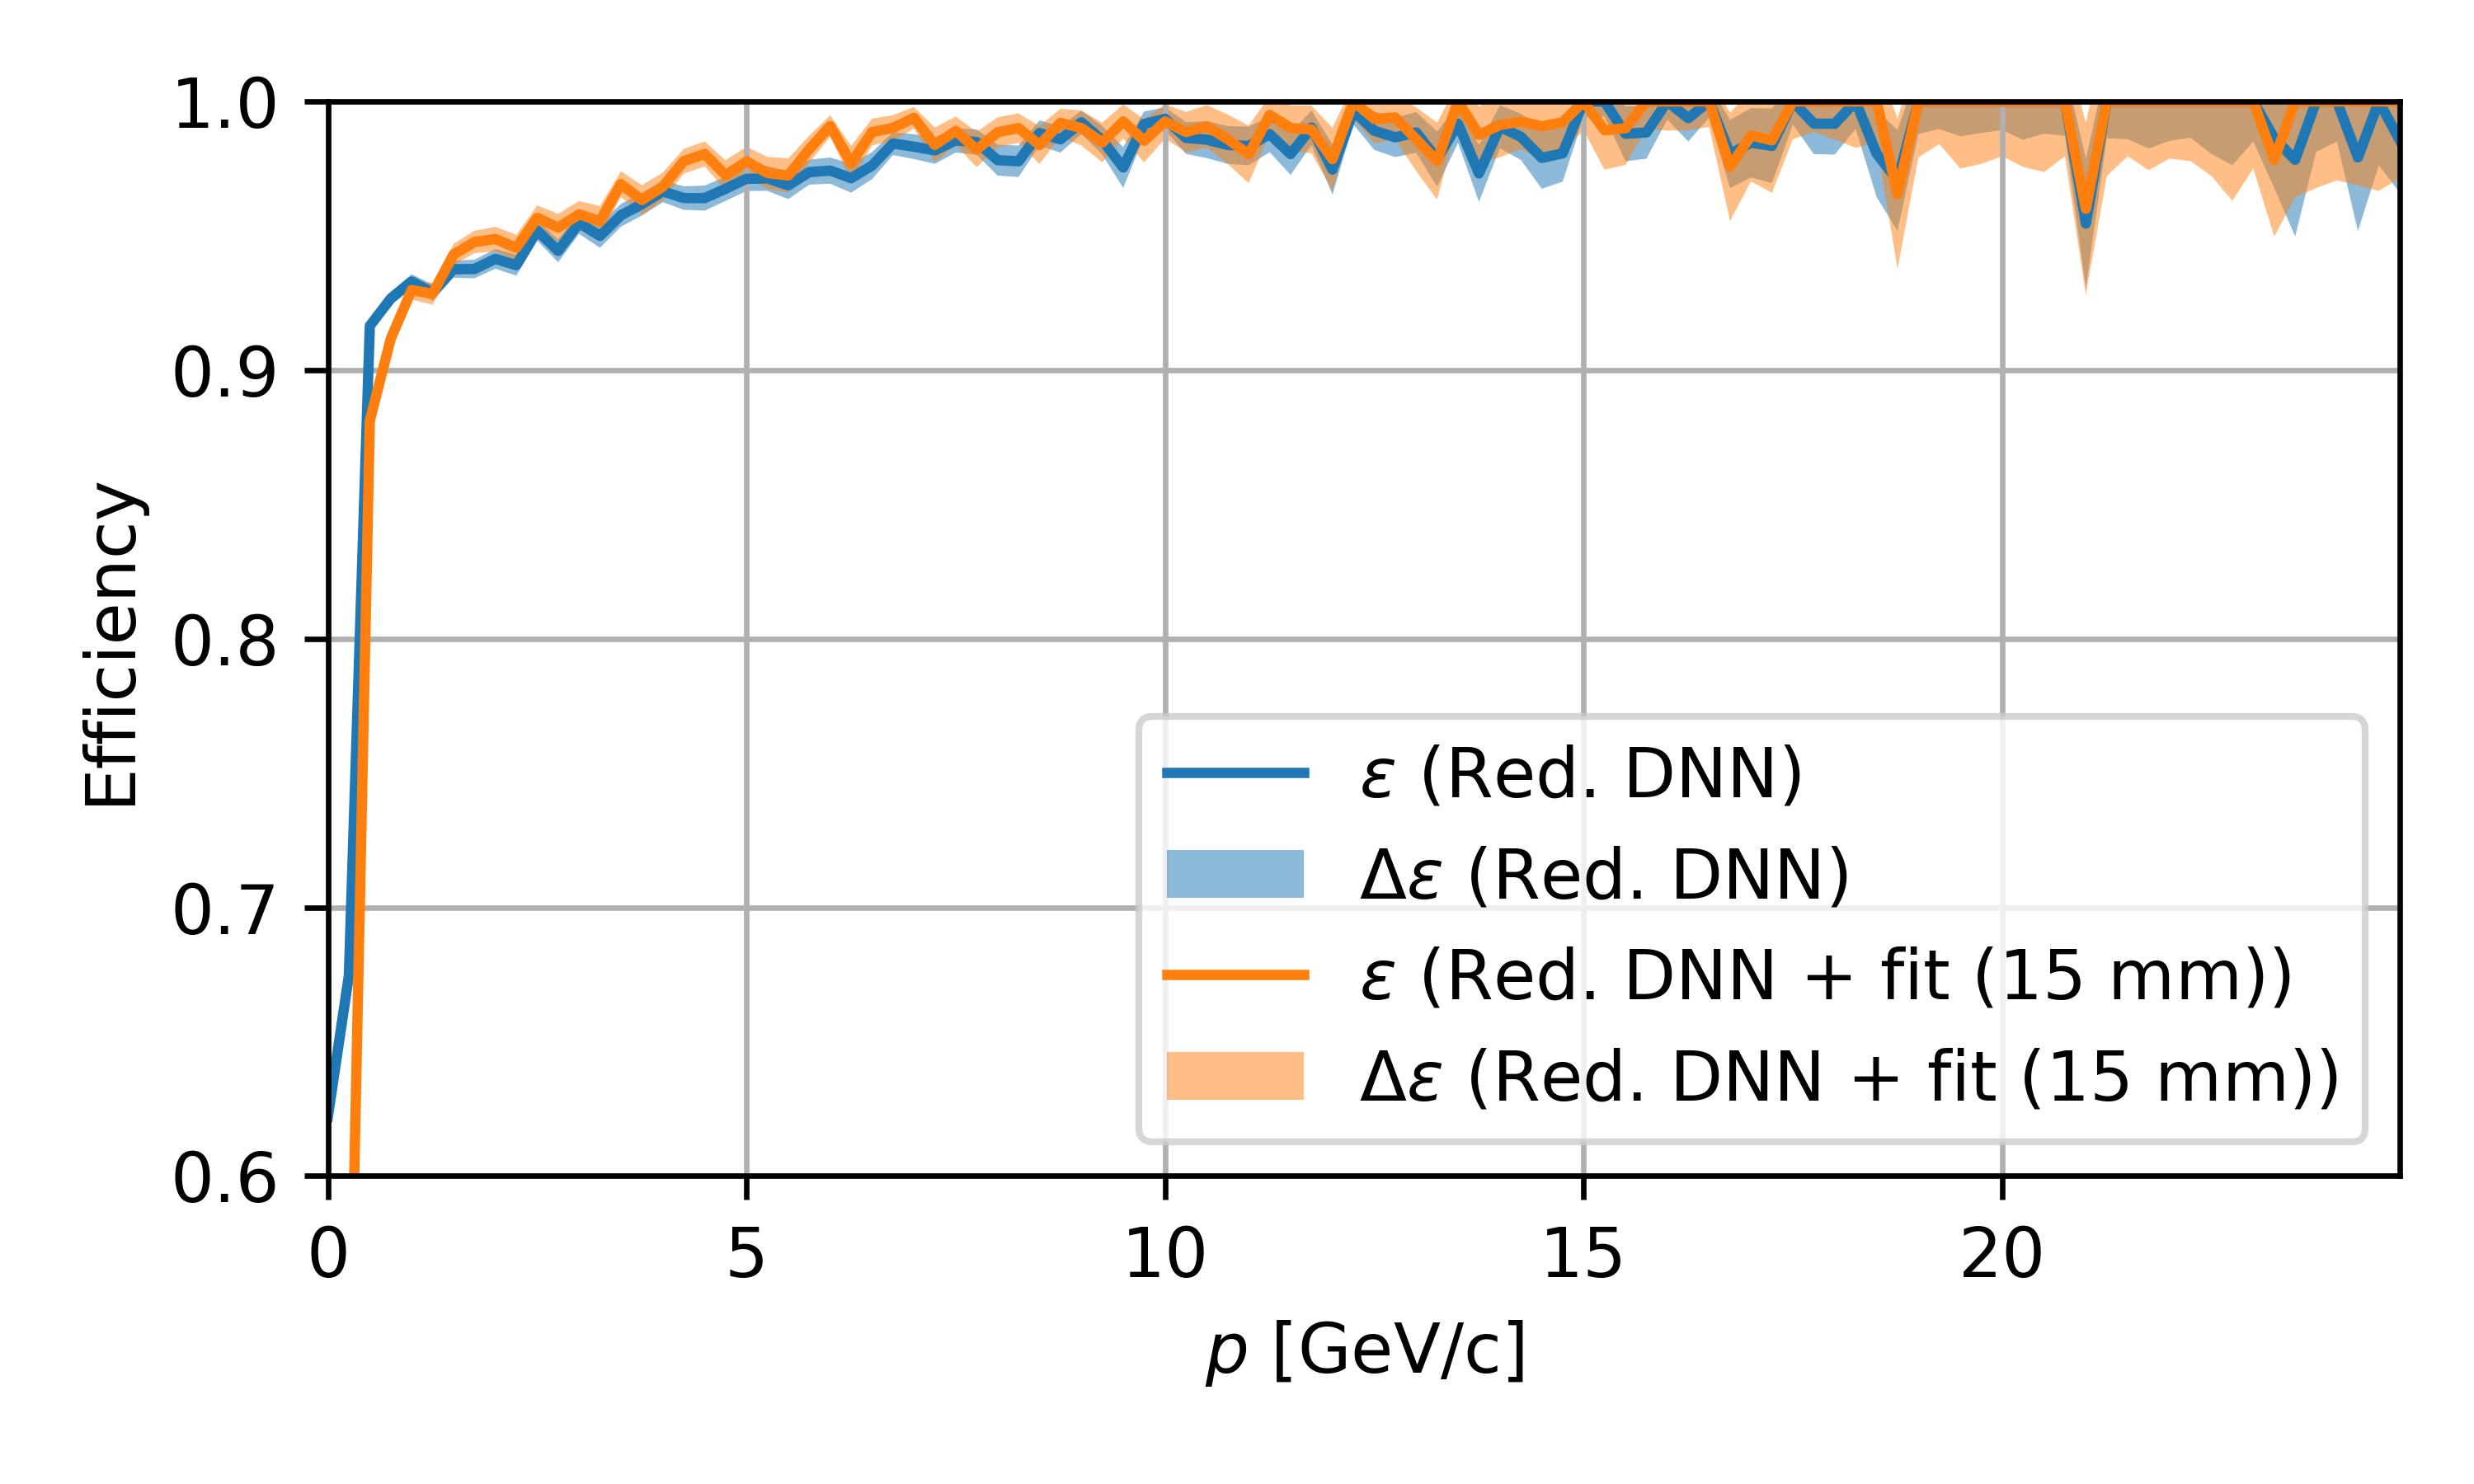 1.0
0.9
0.8
0.7
0.6
Efficiency
ε (Red. DNN)
Δε (Red. DNN)
ε (Red. DNN + fit (15 mm))
Δε (Red. DNN + fit (15 mm))
0 5 10 15 20
p [GeV/c]